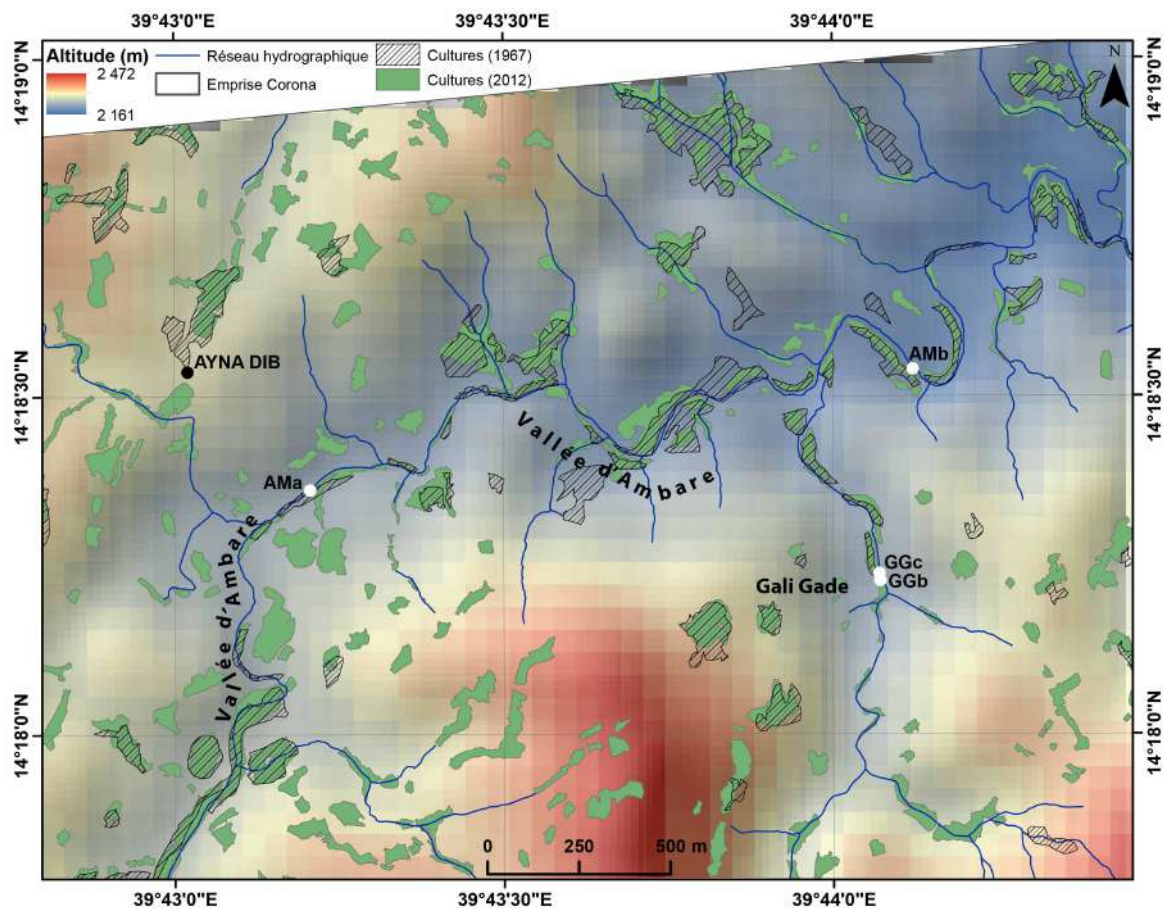 39°43'0"E
39°43'30"E
39°44'0"E
Altitude (m)
2 472
2 161
Réseau hydrographique
Emprise Corona
Cultures (1967)
Cultures (2012)
N
14°19'0"N
14°19'0"N
AYNA DIB
AMb
14°18'30"N
14°18'30"N
Vallée d'Ambare
AMa
Vallée d'Ambare
GGc
GGb
Gali Gade
14°18'0"N
14°18'0"N
0 250 500 m
39°43'0"E
39°43'30"E
39°44'0"E